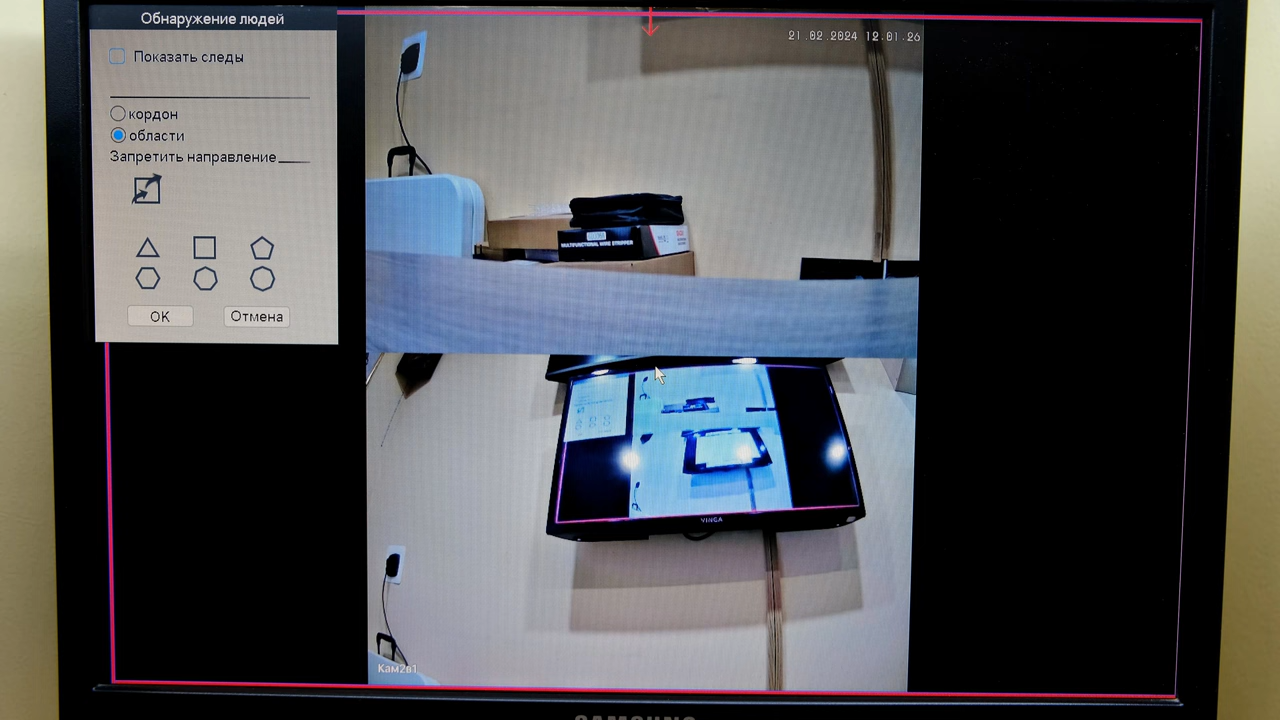 Обнаружение людей
Показать следы
кордон
области
Запретить направление
OK
Отмена
21.02.2024 12.01.26
MULTIFUNCTIONAL WIRE STRIPPER
VINGA
Кам2в1
SAMSUNG